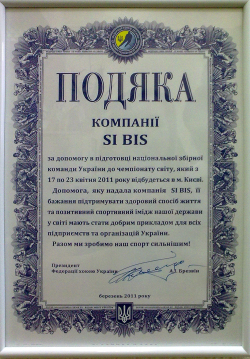 ПОДЯКА
КОМПАНІЇ
SI BIS
за допомогу в підготовці національної збірної
команди України до чемпіонату світу, який з
17 по 23 квітня 2011 року відбудеться в м. Києві.
Допомога, яку надала компанія SI BIS, її
бажання підтримувати здоровий спосіб життя
та позитивний спортивний імідж нашої держави
у світі мають стати добрим прикладом для всіх
підприємств та організацій України.
Разом ми зробимо наш спорт сильнішим!
Президент
Федерації хокею України
Брезвін
березень 2011 року